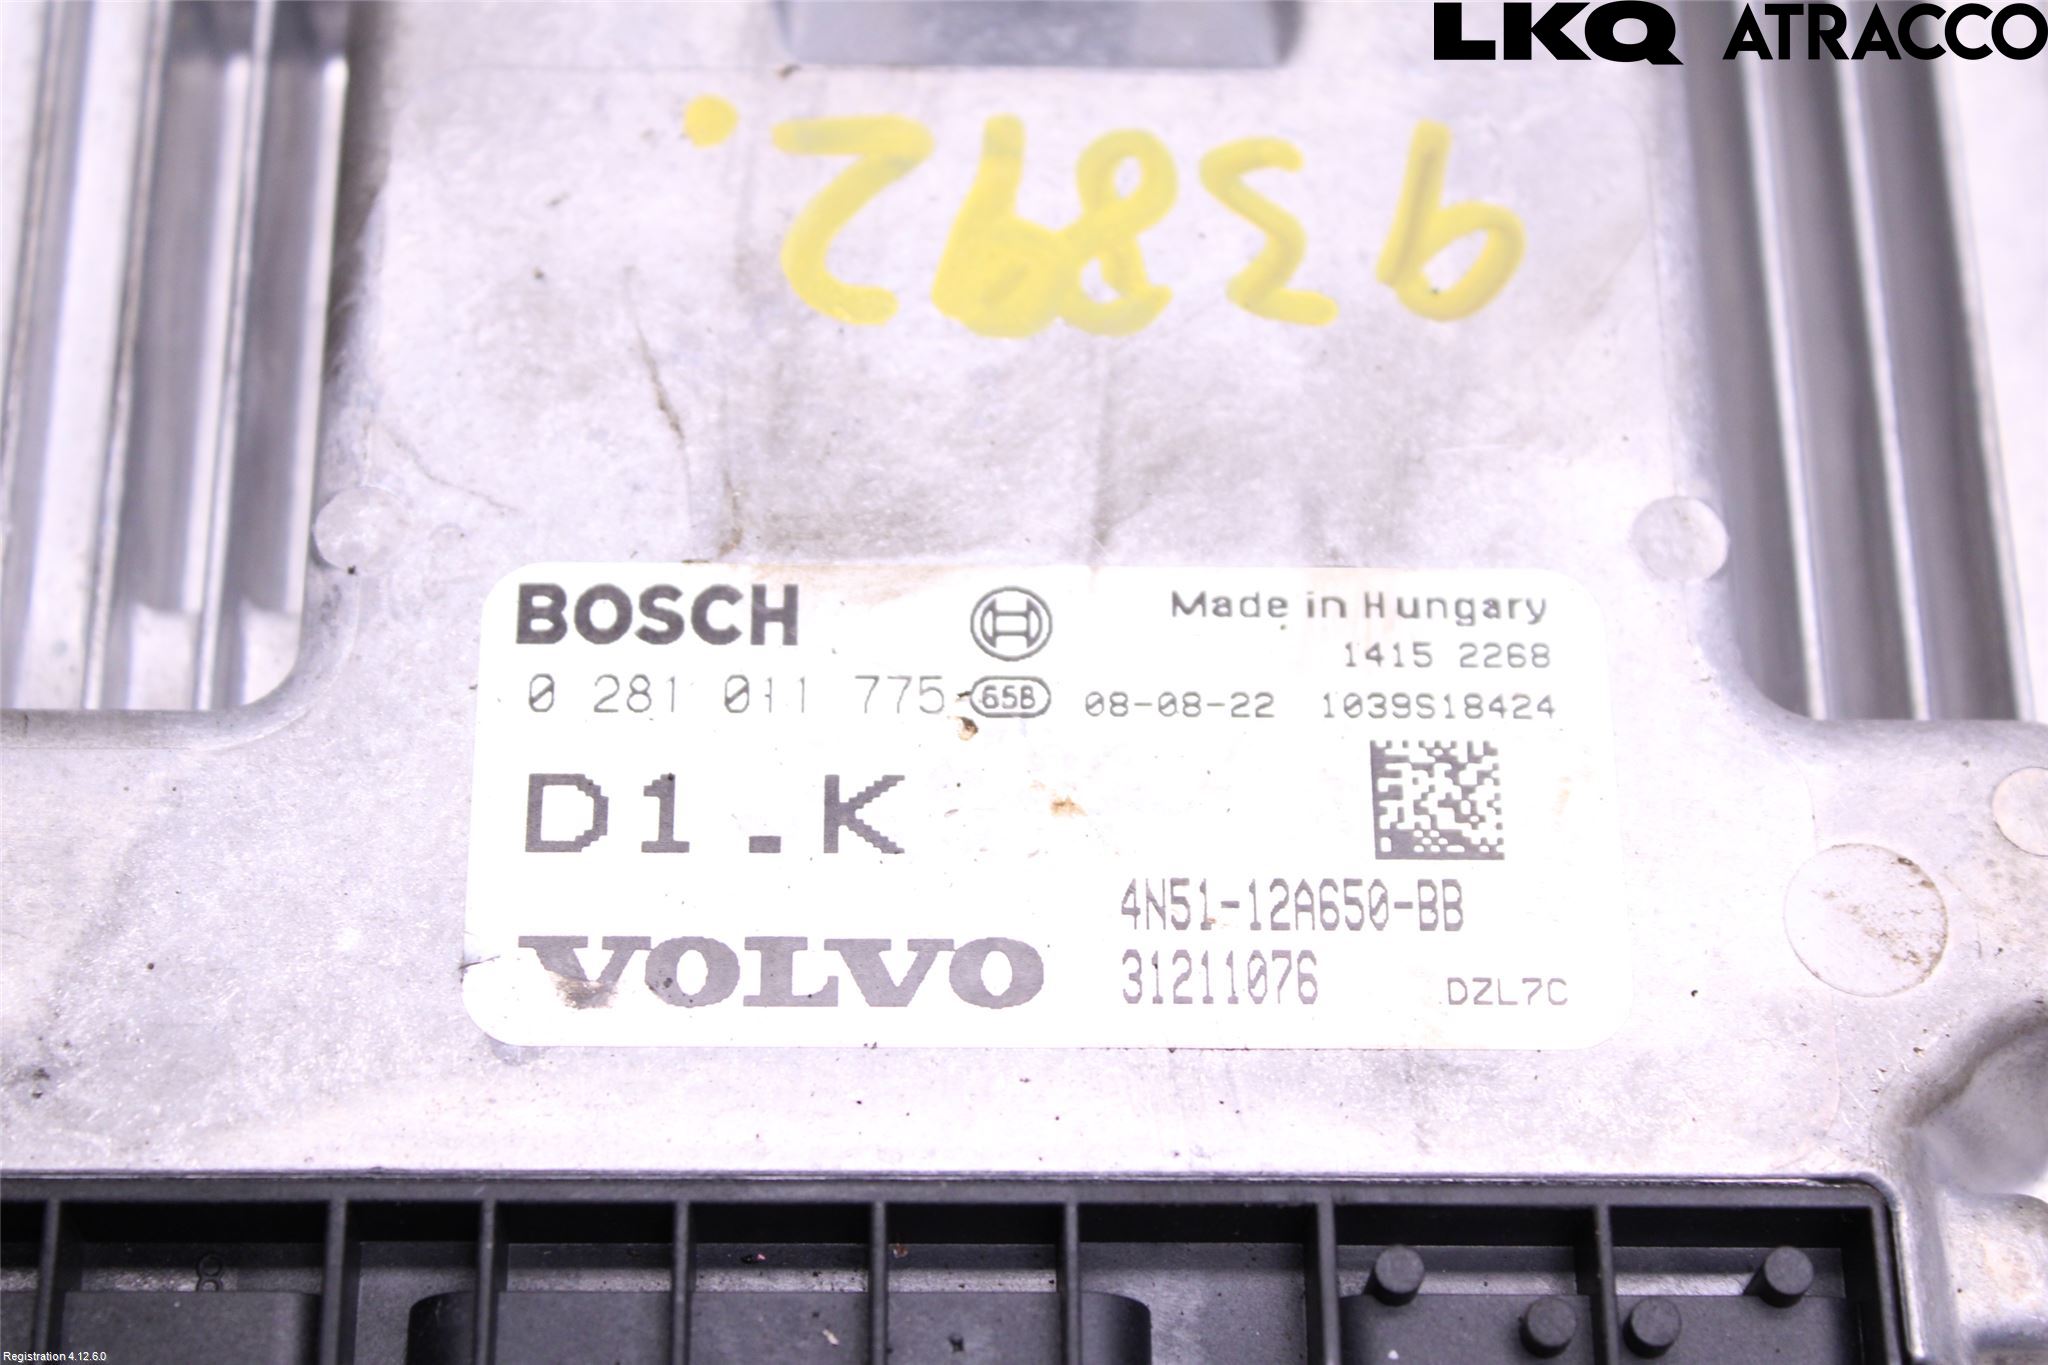 LKQ ATRACCO
BOSCH
Made in Hungary
1415 2268
0 281 011 775 65B 08-08-22 1039S18424
D1.K
4N51-12A650-BB
VOLVO
31211076 DZL7C
8
Registration 4.12.6.0